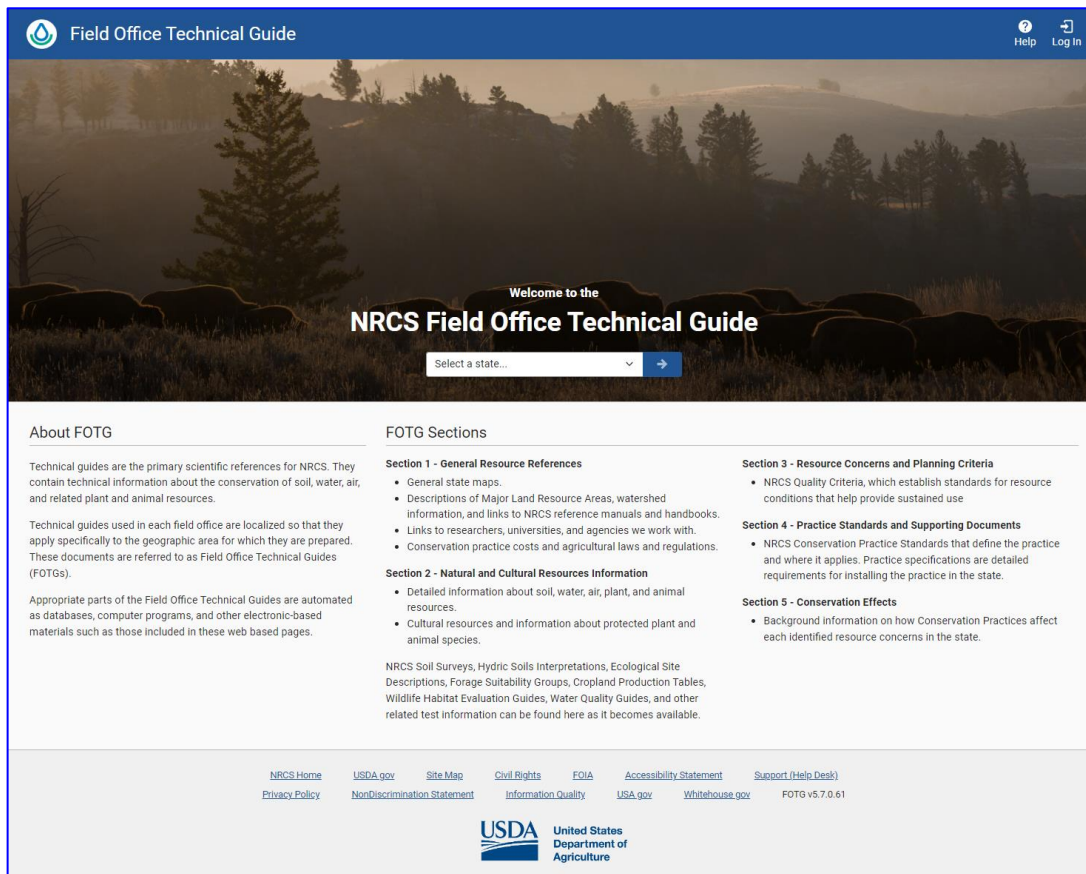 Field Office Technical Guide
Help
Log In
Welcome to the
NRCS Field Office Technical Guide
Select a state...
About FOTG
Technical guides are the primary scientific references for NRCS. They
contain technical information about the conservation of soil, water, air,
and related plant and animal resources.
Technical guides used in each field office are localized so that they
apply specifically to the geographic area for which they are prepared.
These documents are referred to as Field Office Technical Guides
(FOTGs).
Appropriate parts of the Field Office Technical Guides are automated
as databases, computer programs, and other electronic-based
materials such as those included in these web based pages.
FOTG Sections
Section 1 - General Resource References
• General state maps.
• Descriptions of Major Land Resource Areas, watershed
information, and links to NRCS reference manuals and handbooks.
• Links to researchers, universities, and agencies we work with.
• Conservation practice costs and agricultural laws and regulations.
Section 2 - Natural and Cultural Resources Information
• Detailed information about soil, water, air, plant, and animal
resources.
• Cultural resources and information about protected plant and
animal species.
NRCS Soil Surveys, Hydric Soils Interpretations, Ecological Site
Descriptions, Forage Suitability Groups, Cropland Production Tables,
Wildlife Habitat Evaluation Guides, Water Quality Guides, and other
related test information can be found here as it becomes available.
Section 3 - Resource Concerns and Planning Criteria
• NRCS Quality Criteria, which establish standards for resource
conditions that help provide sustained use
Section 4 - Practice Standards and Supporting Documents
• NRCS Conservation Practice Standards that define the practice
and where it applies. Practice specifications are detailed
requirements for installing the practice in the state.
Section 5 - Conservation Effects
• Background information on how Conservation Practices affect
each identified resource concerns in the state.
NRCS Home USDA gov Site Map Civil Rights FOIA Accessibility Statement Support (Help Desk)
Privacy Policy NonDiscrimination Statement Information Quality USA gov Whitehouse gov FOTG v5.7.0.61
USDA
United States
Department of
Agriculture